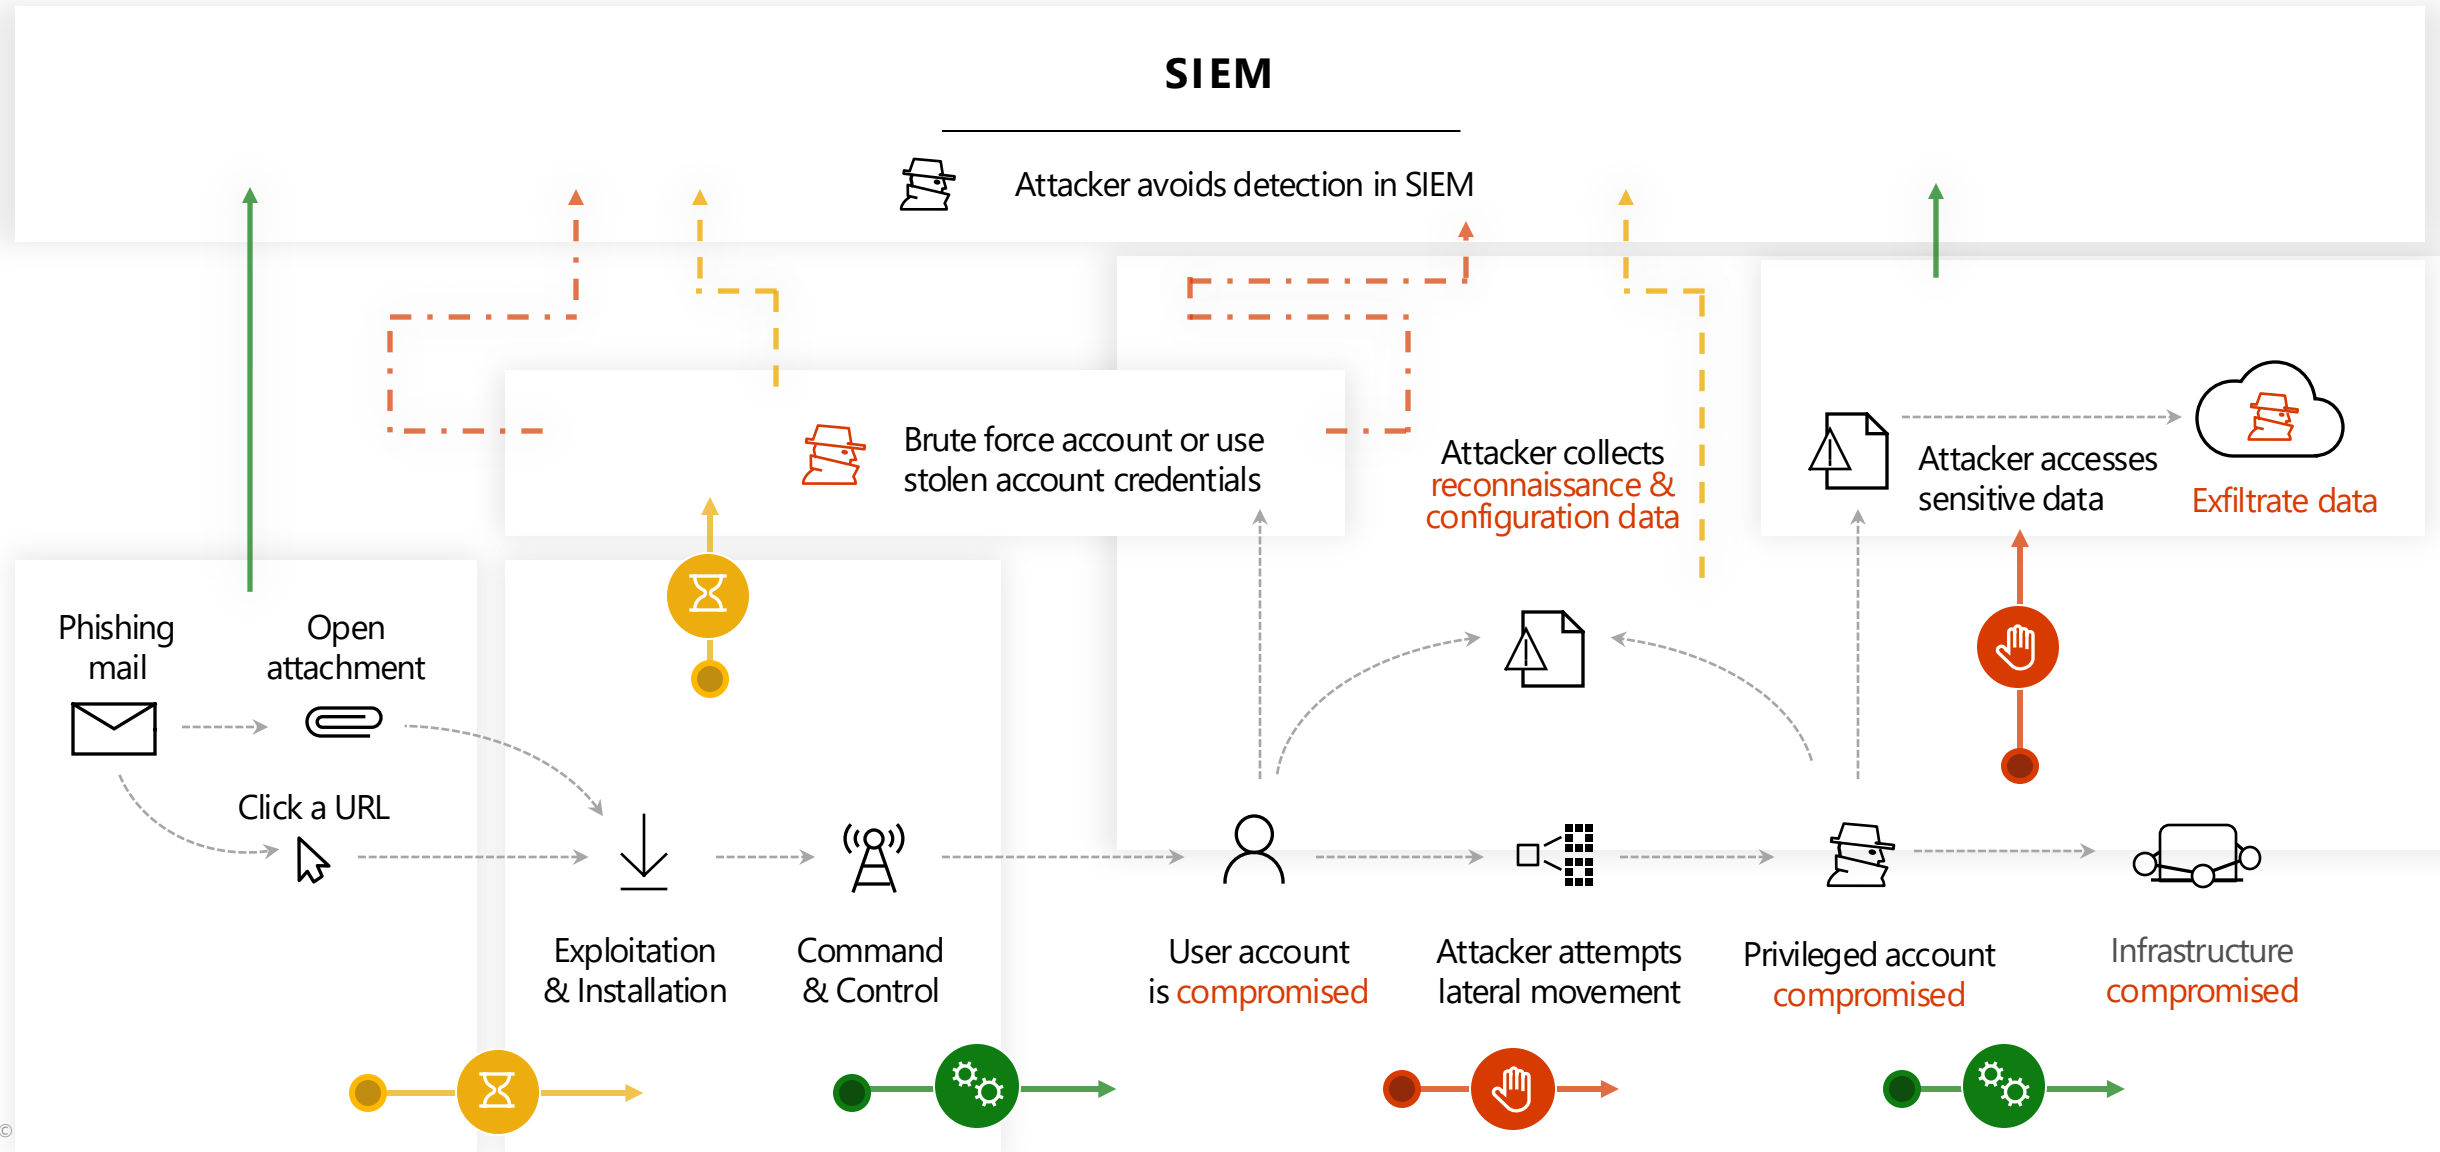 SIEM
Attacker avoids detection in SIEM
Brute force account or use
stolen account credentials
Attacker collects
reconnaissance &
configuration data
Attacker accesses
sensitive data
Exfiltrate data
Phishing
mail
Open
attachment
Click a URL
Exploitation
& Installation
Command
& Control
User account
is compromised
Attacker attempts
lateral movement
Privileged account
compromised
Infrastructure
compromised
©